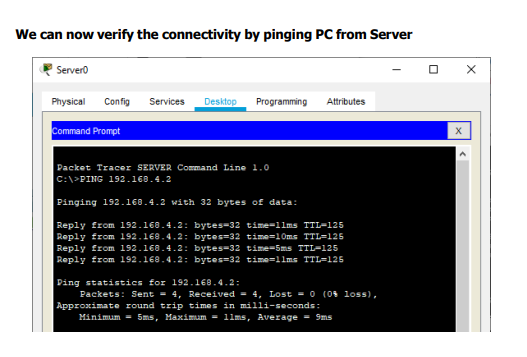 We can now verify the connectivity by pinging PC from Server
Server0
Physical Config Services Desktop Programming Attributes
Command Prompt
X
Packet Tracer SERVER Command Line 1.0
C:\>PING 192.168.4.2
Pinging 192.168.4.2 with 32 bytes of data:
Reply from 192.168.4.2: bytes=32 time=11ms TTL=125
Reply from 192.168.4.2: bytes=32 time=10ms TTL=125
Reply from 192.168.4.2: bytes=32 time=5ms TTL=125
Reply from 192.168.4.2: bytes=32 time=11ms TTL=125
Ping statistics for 192.168.4.2:
Packets: Sent = 4, Received = 4, Lost = 0 (0% loss),
Approximate round trip times in milli-seconds:
Minimum = 5ms, Maximum = 11ms, Average = 9ms